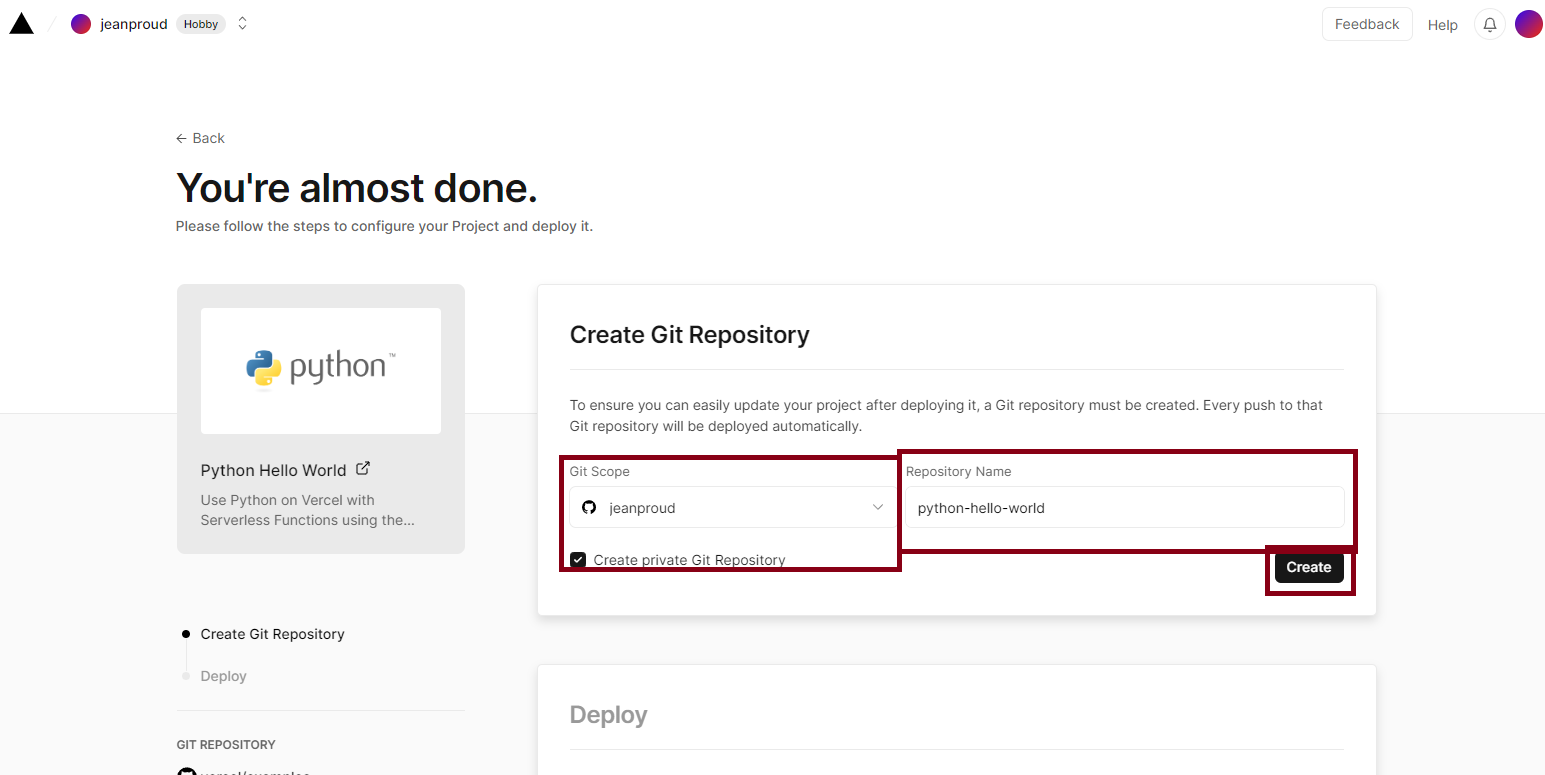 jeanproud Hobby
Feedback Help
Back
You're almost done.
Please follow the steps to configure your Project and deploy it.
python™
Python Hello World
Use Python on Vercel with
Serverless Functions using the...
Create Git Repository
Deploy
GIT REPOSITORY
vercel/examples
Create Git Repository
To ensure you can easily update your project after deploying it, a Git repository must be created. Every push to that
Git repository will be deployed automatically.
Git Scope
jeanproud
Create private Git Repository
Repository Name
python-hello-world
Create
Deploy